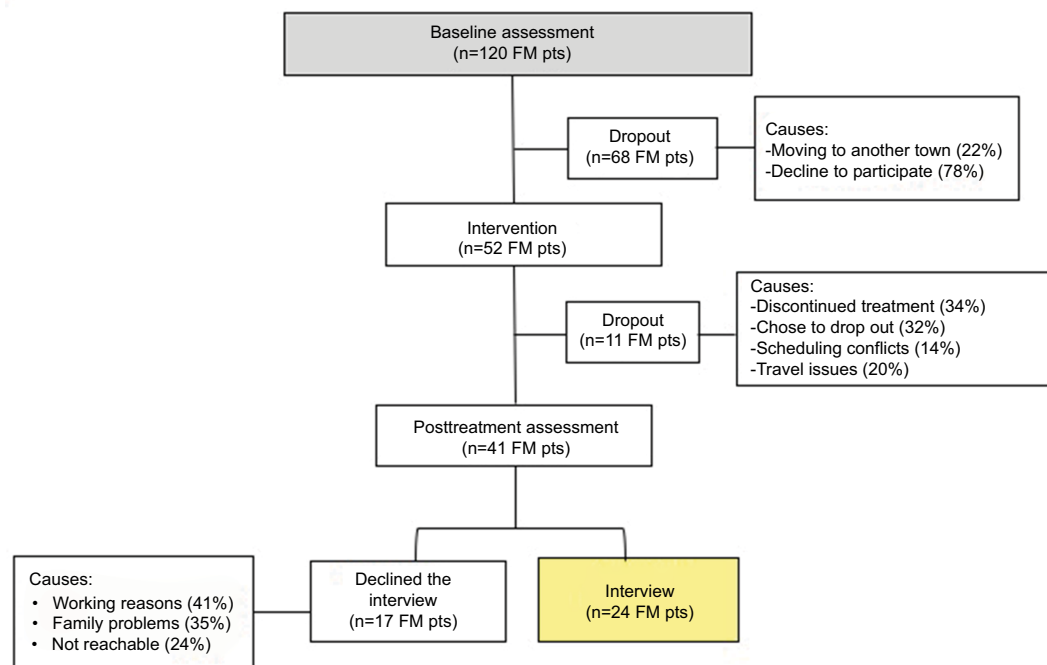 Baseline assessment
(n=120 FM pts)
Dropout
(n=68 FM pts)
Causes:
-Moving to another town (22%)
-Decline to participate (78%)
Intervention
(n=52 FM pts)
Dropout
(n=11 FM pts)
Causes:
-Discontinued treatment (34%)
-Chose to drop out (32%)
-Scheduling conflicts (14%)
-Travel issues (20%)
Posttreatment assessment
(n=41 FM pts)
Causes:
• Working reasons (41%)
• Family problems (35%)
• Not reachable (24%)
Declined the
interview
(n=17 FM pts)
Interview
(n=24 FM pts)